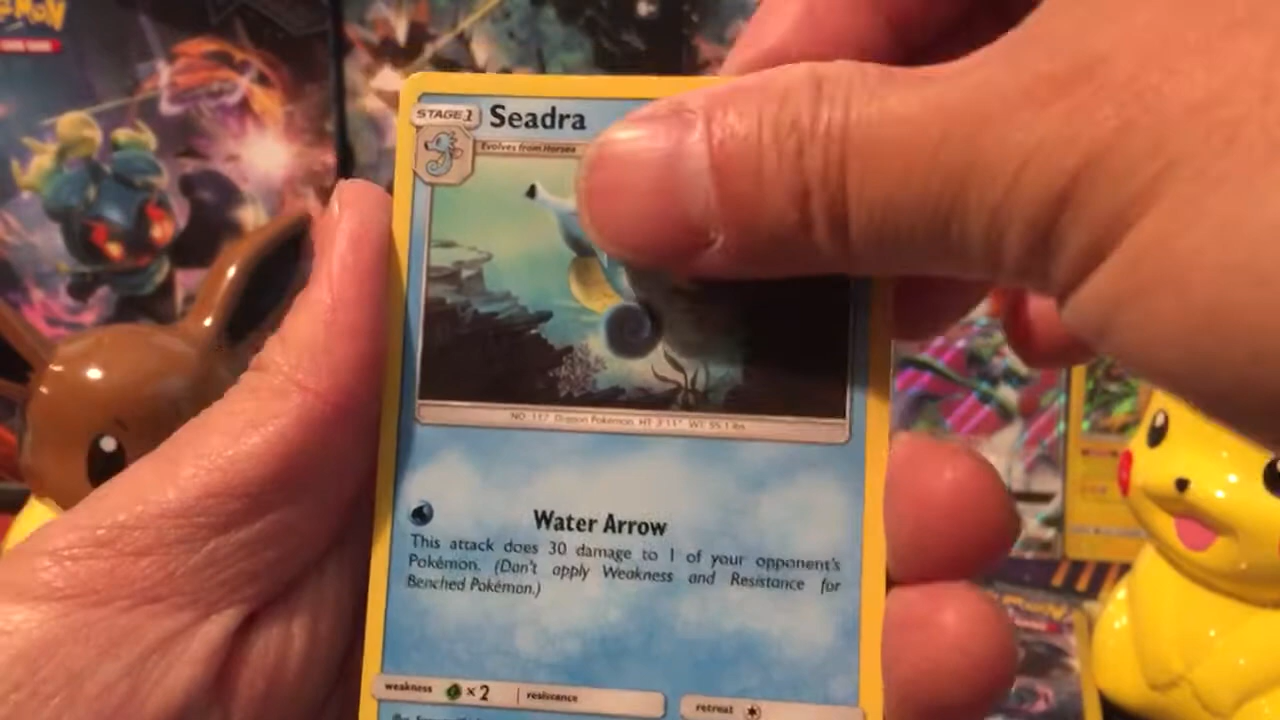 STAGE 1 Seadra
Evolves from Horsea
NO. 117 Dragon Pokémon HT: 3'11" WT: 55.1 lbs
Water Arrow
This attack does 30 damage to 1 of your opponent's
Pokémon. (Don't apply Weakness and Resistance for
Benched Pokémon.)
weakness ×2 resistance
retreat